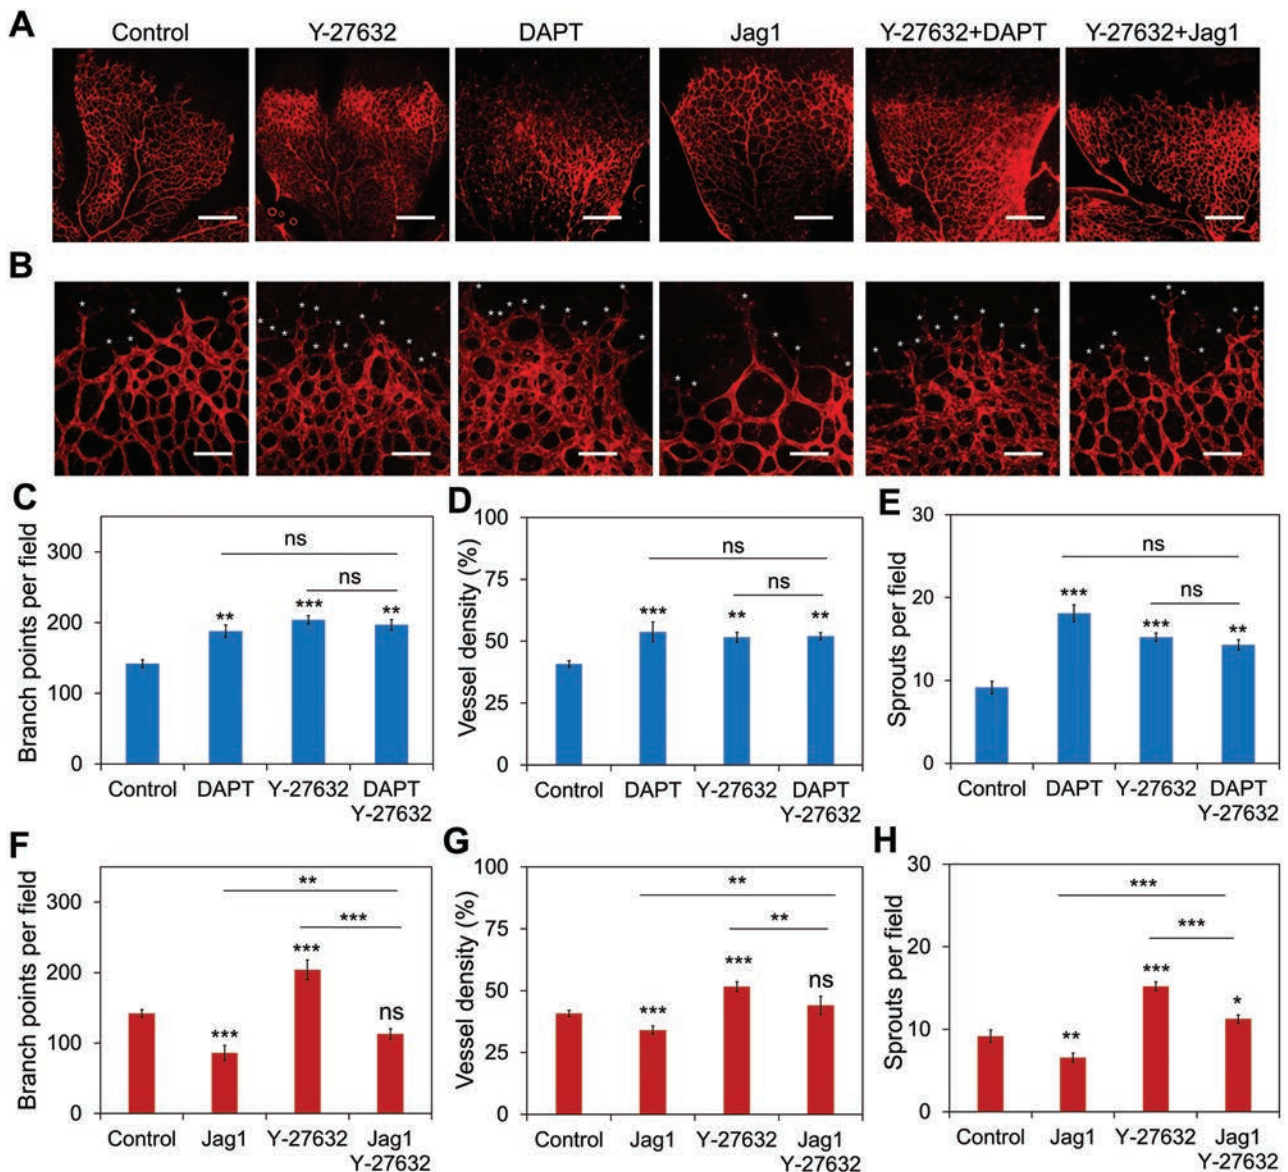 A
Control Y-27632 DAPT Jag1 Y-27632+DAPT Y-27632+Jag1
B
* * * * * *
C
Branch points per field
300
200
100
0
ns
ns
** *** **
Control DAPT Y-27632 DAPT
Y-27632
D
Vessel density (%)
100
75
50
25
0
ns
ns
*** ** **
Control DAPT Y-27632 DAPT
Y-27632
E
Sprouts per field
30
20
10
0
ns
ns
*** *** **
Control DAPT Y-27632 DAPT
Y-27632
F
Branch points per field
300
200
100
0
**
***
*** *** ns
Control Jag1 Y-27632 Jag1
Y-27632
G
Vessel density (%)
100
75
50
25
0
**
**
*** *** ns
Control Jag1 Y-27632 Jag1
Y-27632
H
Sprouts per field
30
20
10
0
***
***
** *** *
Control Jag1 Y-27632 Jag1
Y-27632